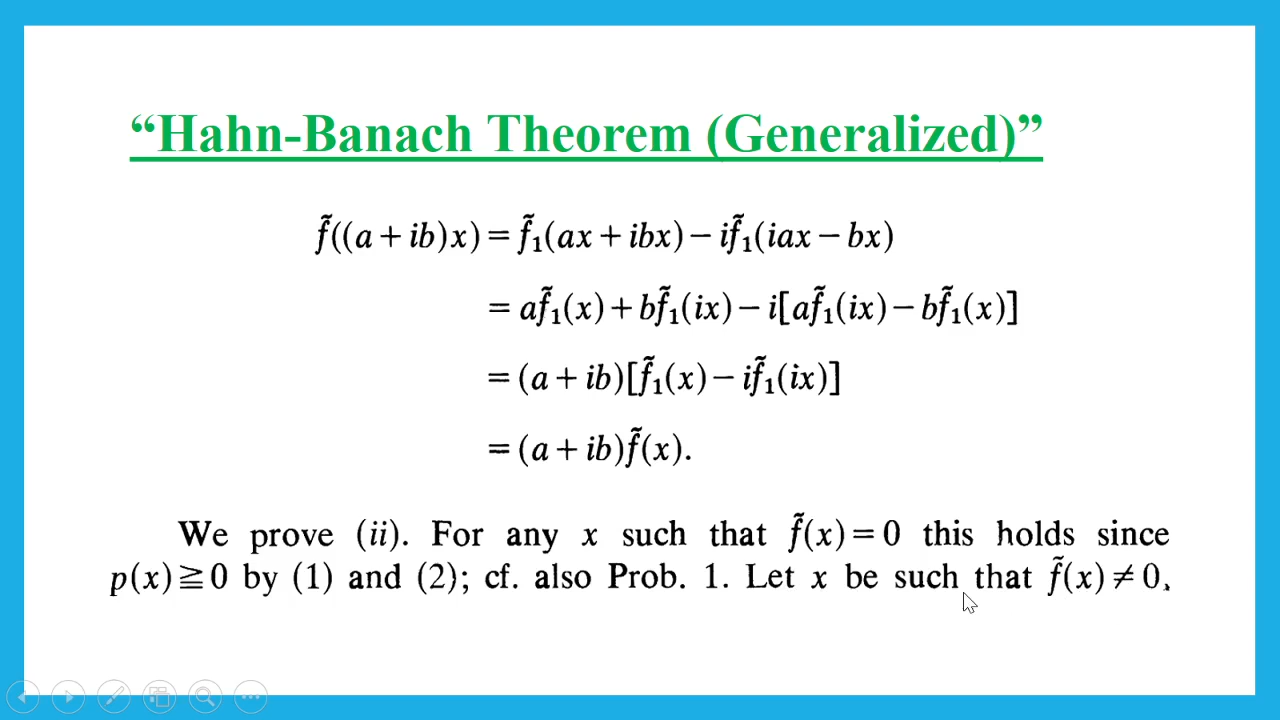 “Hahn-Banach Theorem (Generalized)”
f̃((a + ib)x) = f̃₁(ax + ibx) − if̃₁(iax − bx)
= af̃₁(x) + bf̃₁(ix) − i[af̃₁(ix) − bf̃₁(x)]
= (a + ib)[f̃₁(x) − if̃₁(ix)]
= (a + ib)f̃(x).
We prove (ii). For any x such that f̃(x) = 0 this holds since
p(x) ≧ 0 by (1) and (2); cf. also Prob. 1. Let x be such that f̃(x) ≠ 0.